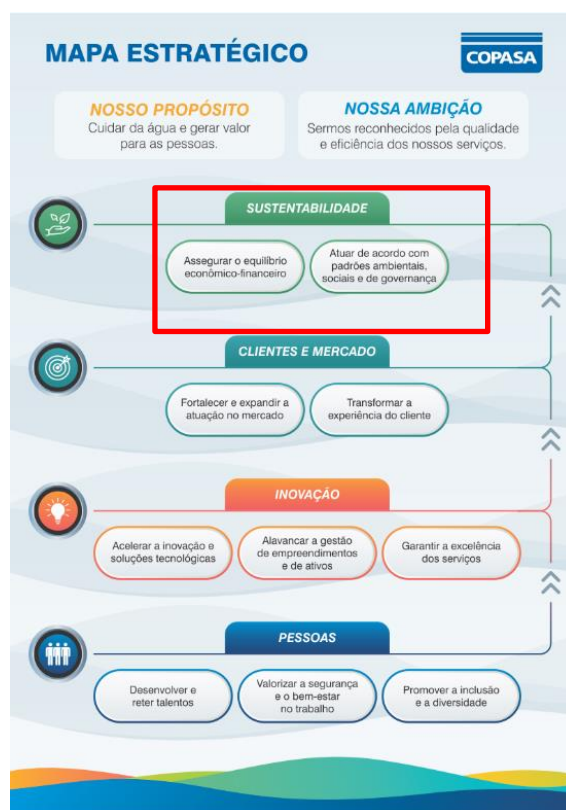 MAPA ESTRATÉGICO
COPASA
NOSSO PROPÓSITO
Cuidar da água e gerar valor
para as pessoas.
NOSSA AMBIÇÃO
Sermos reconhecidos pela qualidade
e eficiência dos nossos serviços.
SUSTENTABILIDADE
Assegurar o equilíbrio
econômico-financeiro
Atuar de acordo com
padrões ambientais,
sociais e de governança
CLIENTES E MERCADO
Fortalecer e expandir a
atuação no mercado
Transformar a
experiência do cliente
INOVAÇÃO
Acelerar a inovação e
soluções tecnológicas
Alavancar a gestão
de empreendimentos
e de ativos
Garantir a excelência
dos serviços
PESSOAS
Desenvolver e
reter talentos
Valorizar a segurança
e o bem-estar
no trabalho
Promover a inclusão
e a diversidade